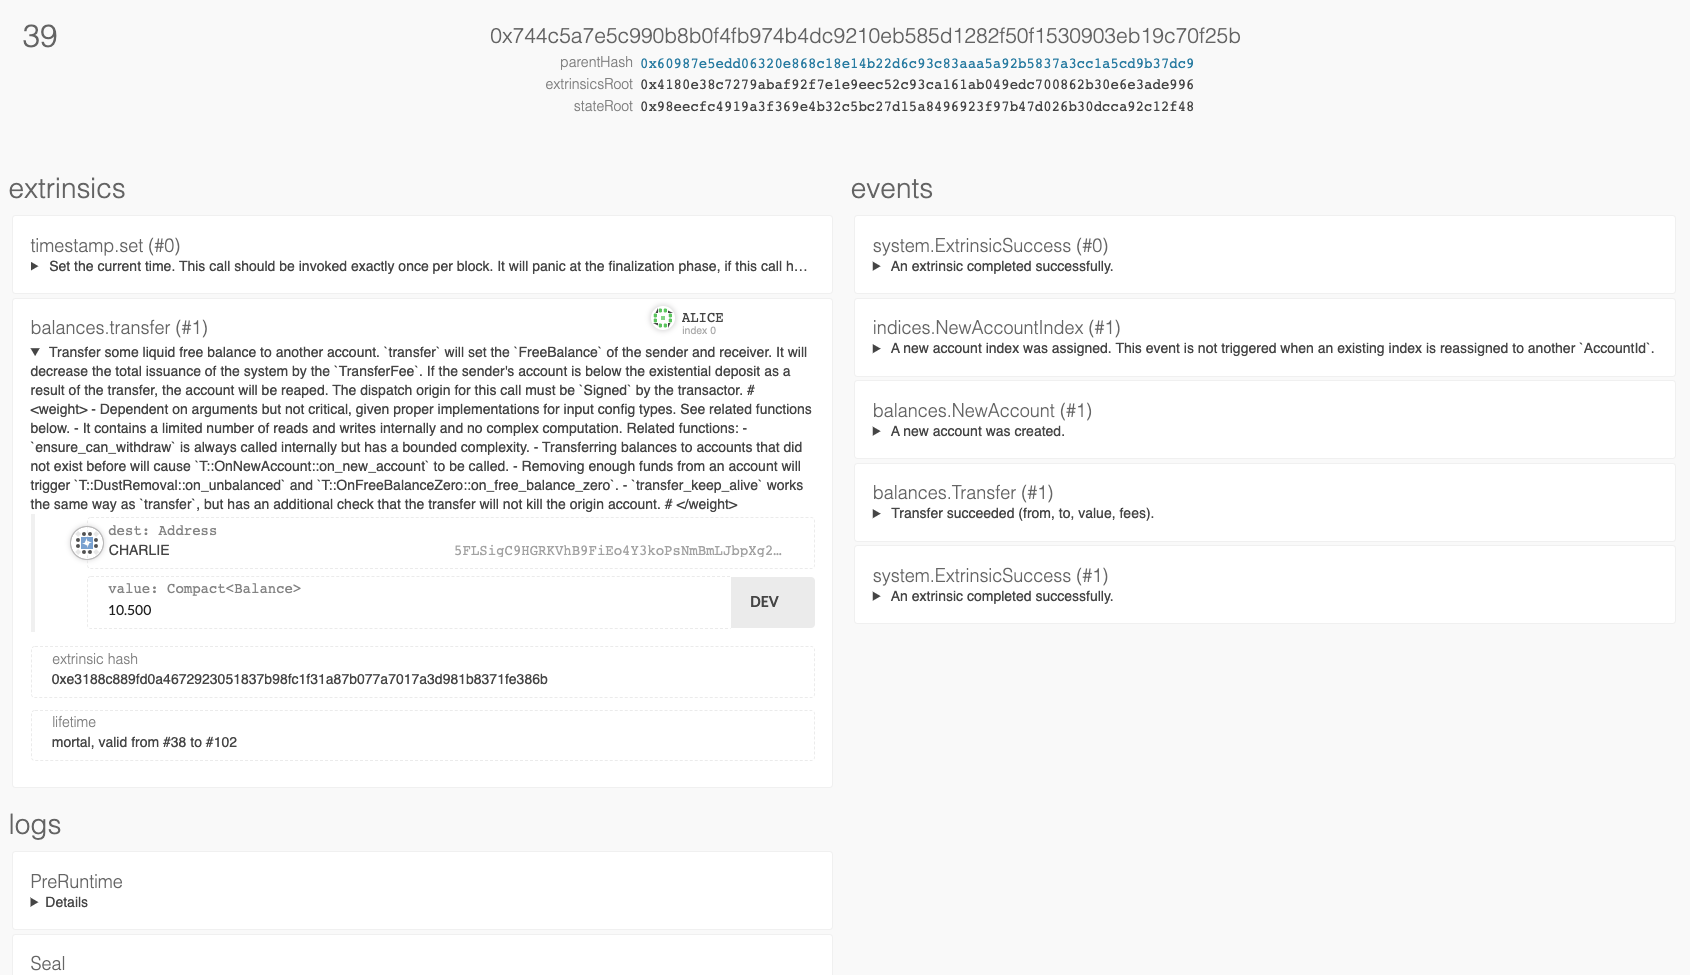 39
0x744c5a7e5c990b8b0f4fb974b4dc9210eb585d1282f50f1530903eb19c70f25b
parentHash 0x60987e5edd06320e868c18e14b22d6c93c83aaa5a92b5837a3cc1a5cd9b37dc9
extrinsicsRoot 0x4180e38c7279abaf92f7e1e9eec52c93ca161ab049edc700862b30e6e3ade996
stateRoot 0x98eecfc4919a3f369e4b32c5bc27d15a8496923f97b47d026b30dcca92c12f48
extrinsics
timestamp.set (#0)
Set the current time. This call should be invoked exactly once per block. It will panic at the finalization phase, if this call h…
balances.transfer (#1)
ALICE
index 0
Transfer some liquid free balance to another account. `transfer` will set the `FreeBalance` of the sender and receiver. It will
decrease the total issuance of the system by the `TransferFee`. If the sender's account is below the existential deposit as a
result of the transfer, the account will be reaped. The dispatch origin for this call must be `Signed` by the transactor. #
<weight> - Dependent on arguments but not critical, given proper implementations for input config types. See related functions
below. - It contains a limited number of reads and writes internally and no complex computation. Related functions: -
`ensure_can_withdraw` is always called internally but has a bounded complexity. - Transferring balances to accounts that did
not exist before will cause `T::OnNewAccount::on_new_account` to be called. - Removing enough funds from an account will
trigger `T::DustRemoval::on_unbalanced` and `T::OnFreeBalanceZero::on_free_balance_zero`. - `transfer_keep_alive` works
the same way as `transfer`, but has an additional check that the transfer will not kill the origin account. # </weight>
dest: Address
CHARLIE 5FLSigC9HGRKVhB9FiEo4Y3koPsNmBmLJbpXg2…
value: Compact<Balance>
10.500
DEV
extrinsic hash
0xe3188c889fd0a4672923051837b98fc1f31a87b077a7017a3d981b8371fe386b
lifetime
mortal, valid from #38 to #102
logs
PreRuntime
Details
Seal
events
system.ExtrinsicSuccess (#0)
An extrinsic completed successfully.
indices.NewAccountIndex (#1)
A new account index was assigned. This event is not triggered when an existing index is reassigned to another `AccountId`.
balances.NewAccount (#1)
A new account was created.
balances.Transfer (#1)
Transfer succeeded (from, to, value, fees).
system.ExtrinsicSuccess (#1)
An extrinsic completed successfully.